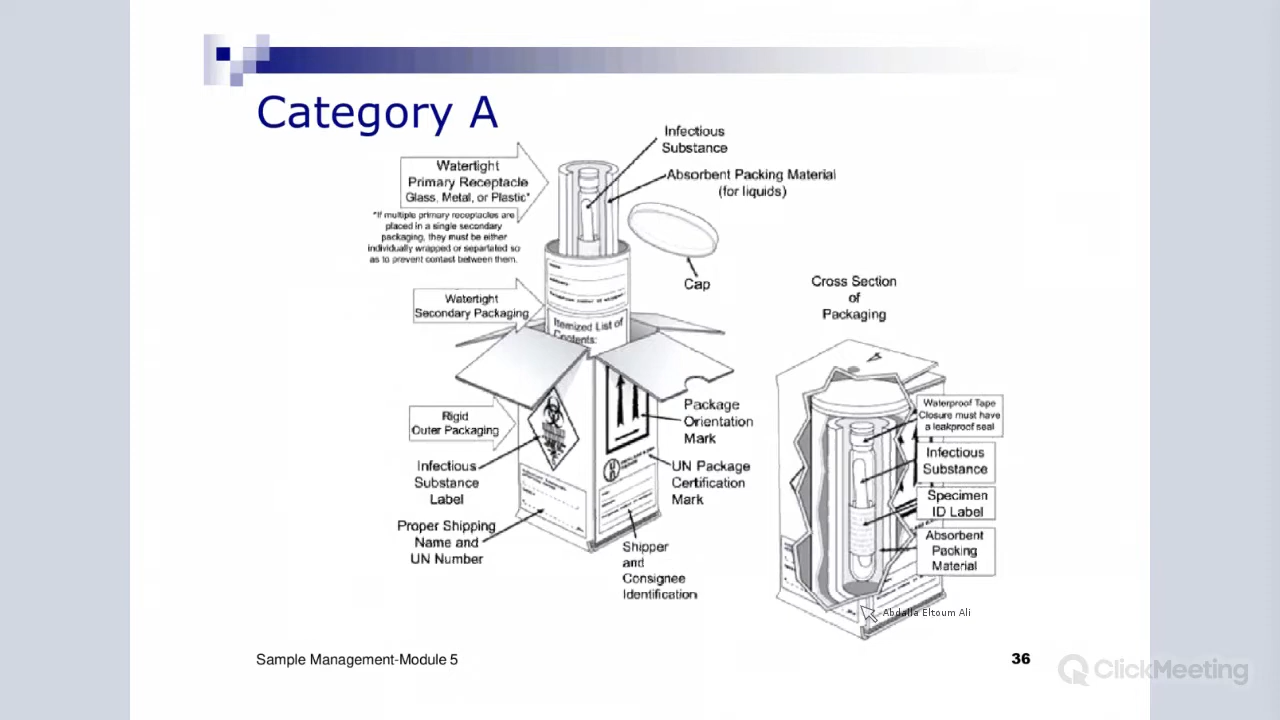 Category A
Infectious
Substance
Watertight
Primary Receptacle
Glass, Metal, or Plastic*
Absorbent Packing Material
(for liquids)
*If multiple primary receptacles are
placed in a single secondary
packaging, they must be either
individually wrapped or separtated so
as to prevent contact between them.
Cap
Cross Section
of
Packaging
Watertight
Secondary Packaging
Itemized List of
Contents:
Rigid
Outer Packaging
Package
Orientation
Mark
Infectious
Substance
Label
UN Package
Certification
Mark
Proper Shipping
Name and
UN Number
Shipper
and
Consignee
Identification
Waterproof Tape
Closure must have
a leakproof seal
Infectious
Substance
Specimen
ID Label
Absorbent
Packing
Material
Abdalla Eltoum Ali
Sample Management-Module 5
36
ClickMeeting